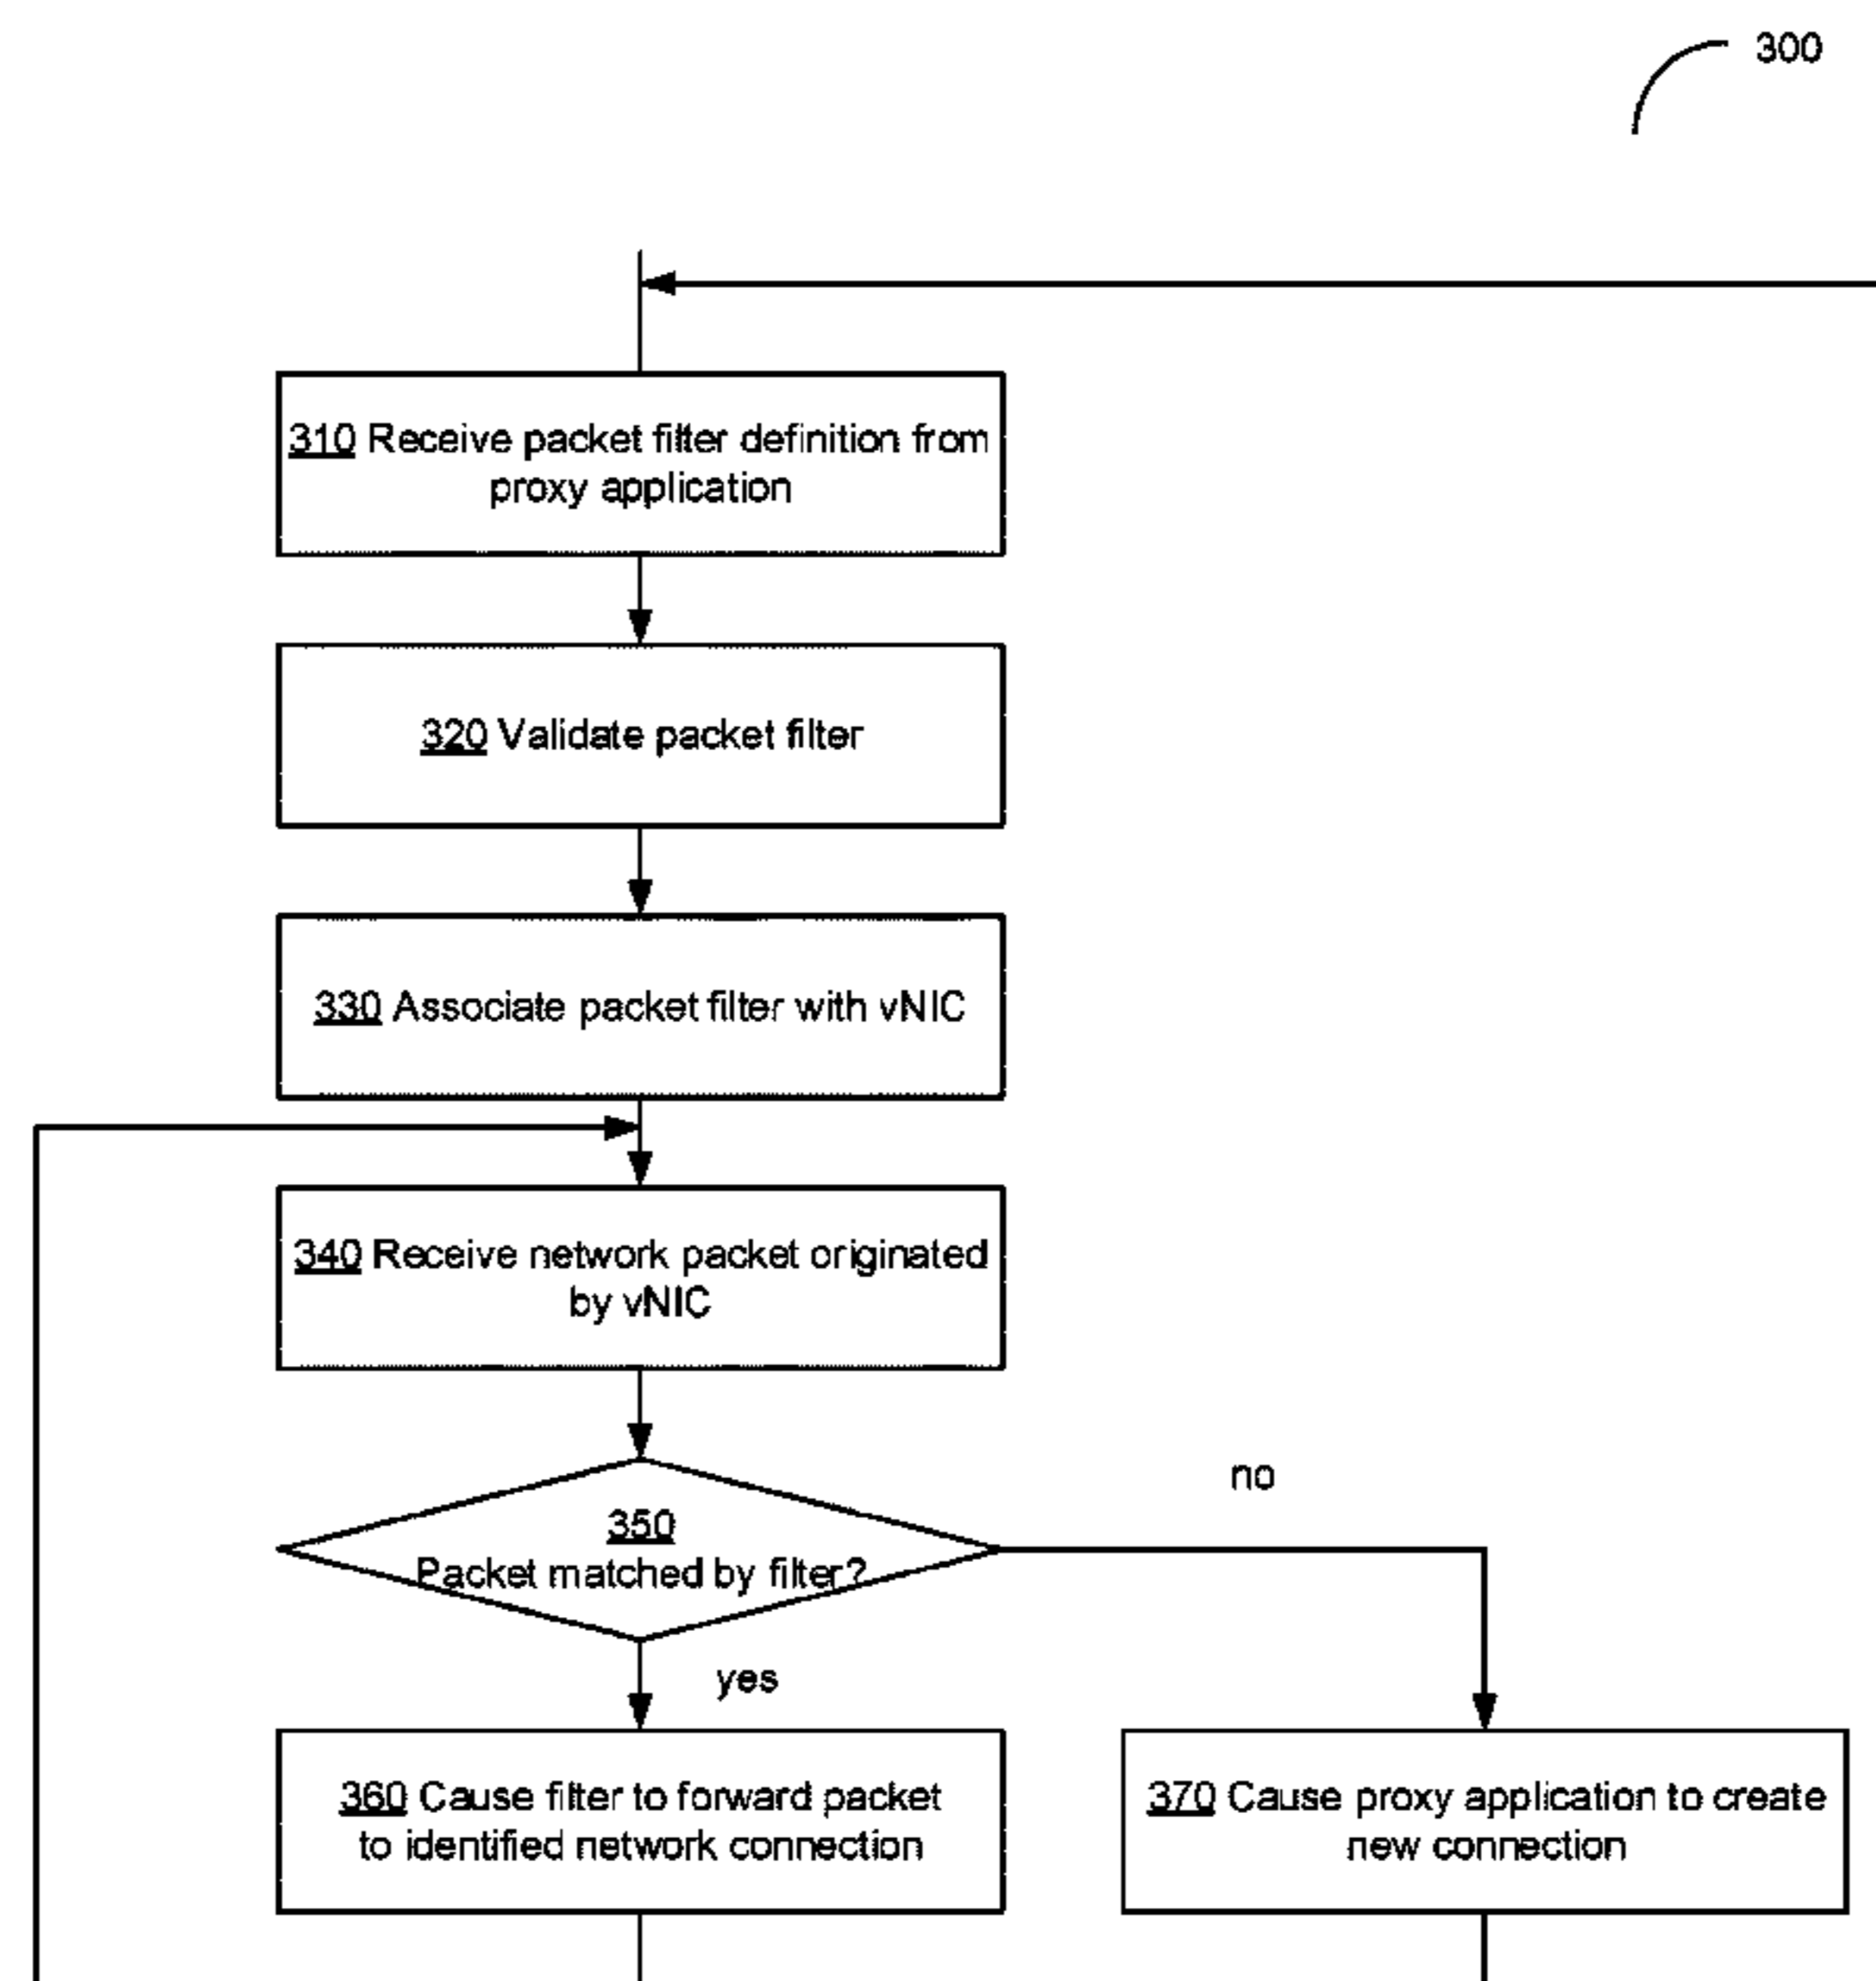 300
310 Receive packet filter definition from
proxy application
320 Validate packet filter
330 Associate packet filter with vNIC
340 Receive network packet originated
by vNIC
350
Packet matched by filter?
no
yes
360 Cause filter to forward packet
to identified network connection
370 Cause proxy application to create
new connection